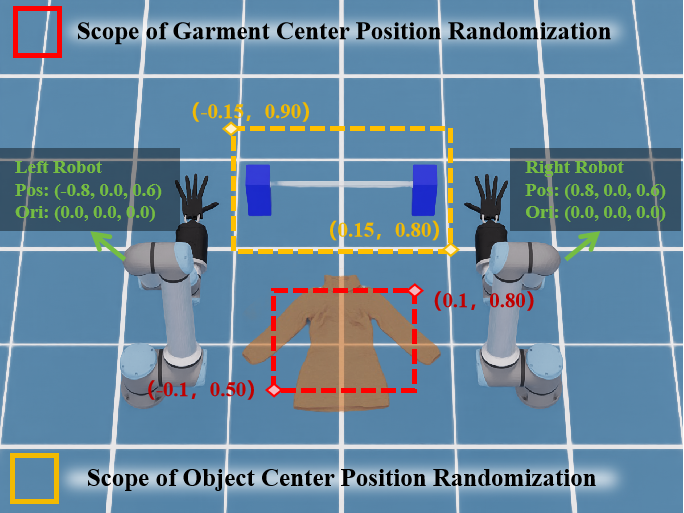 Scope of Garment Center Position Randomization
(-0.15, 0.90)
Left Robot
Pos: (-0.8, 0.0, 0.6)
Ori: (0.0, 0.0, 0.0)
Right Robot
Pos: (0.8, 0.0, 0.6)
Ori: (0.0, 0.0, 0.0)
(0.15, 0.80)
(0.1, 0.80)
(-0.1, 0.50)
Scope of Object Center Position Randomization